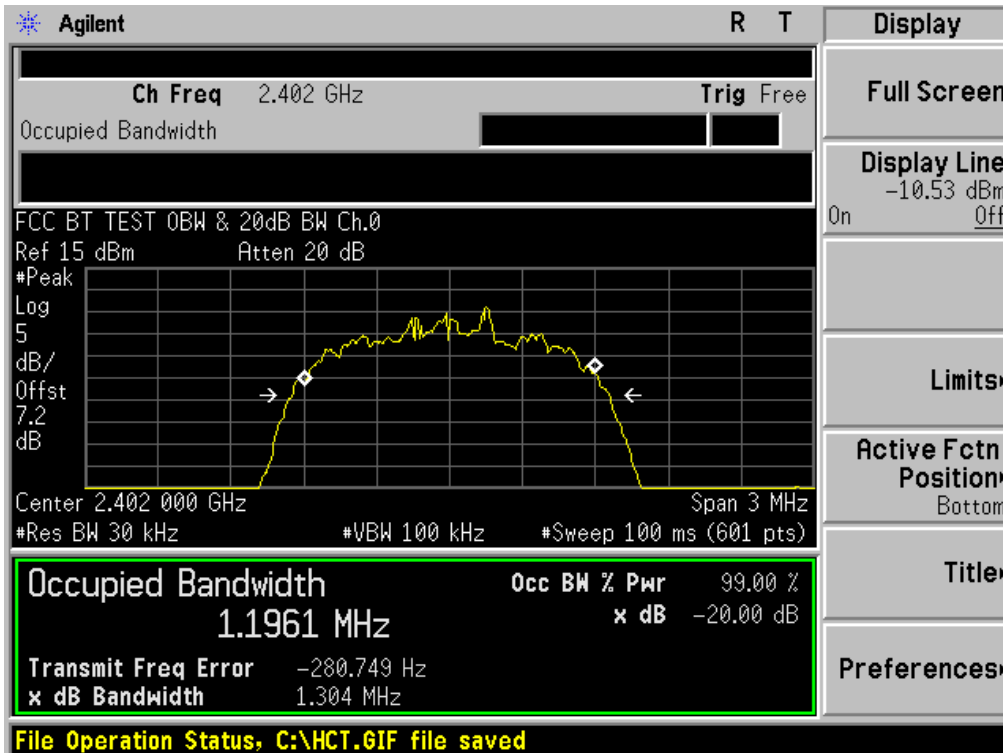 Agilent R T
Display
Ch Freq 2.402 GHz Trig Free
Occupied Bandwidth
FCC BT TEST OBW & 20dB BW Ch.0
Ref 15 dBm Atten 20 dB
#Peak
Log
5
dB/
Offst
7.2
dB
Center 2.402 000 GHz Span 3 MHz
#Res BW 30 kHz #VBW 100 kHz #Sweep 100 ms (601 pts)
Occupied Bandwidth
1.1961 MHz
Occ BW % Pwr 99.00 %
x dB -20.00 dB
Transmit Freq Error -280.749 Hz
x dB Bandwidth 1.304 MHz
File Operation Status, C:\HCT.GIF file saved
Full Screen
Display Line
-10.53 dBm
On Off
Limits
Active Fctn
Position
Bottom
Title
Preferences